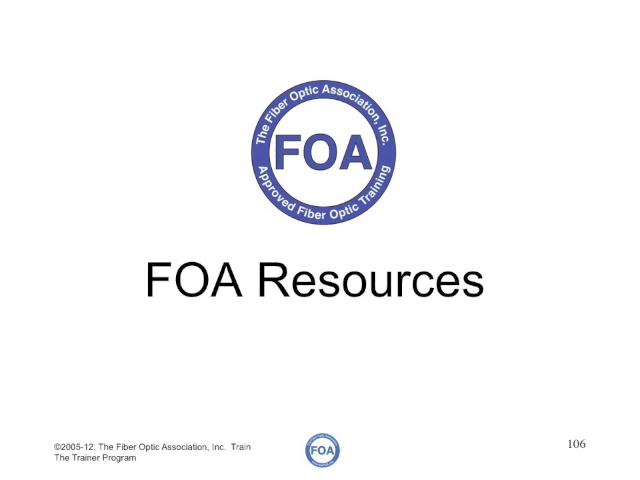 The Fiber Optic Association, Inc.
FOA
Approved Fiber Optic Training
FOA Resources
©2005-12, The Fiber Optic Association, Inc. Train
The Trainer Program
FOA
106